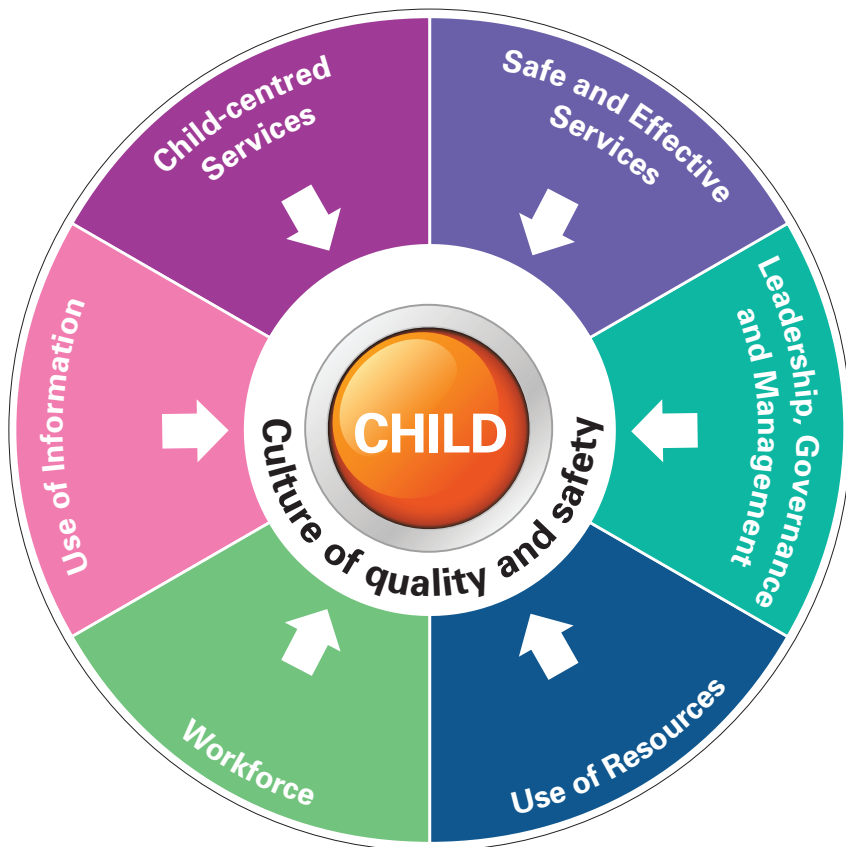 Child-centred
Services
Safe and Effective
Services
Leadership, Governance
and Management
Use of Resources
Workforce
Use of Information
CHILD
Culture of quality and safety